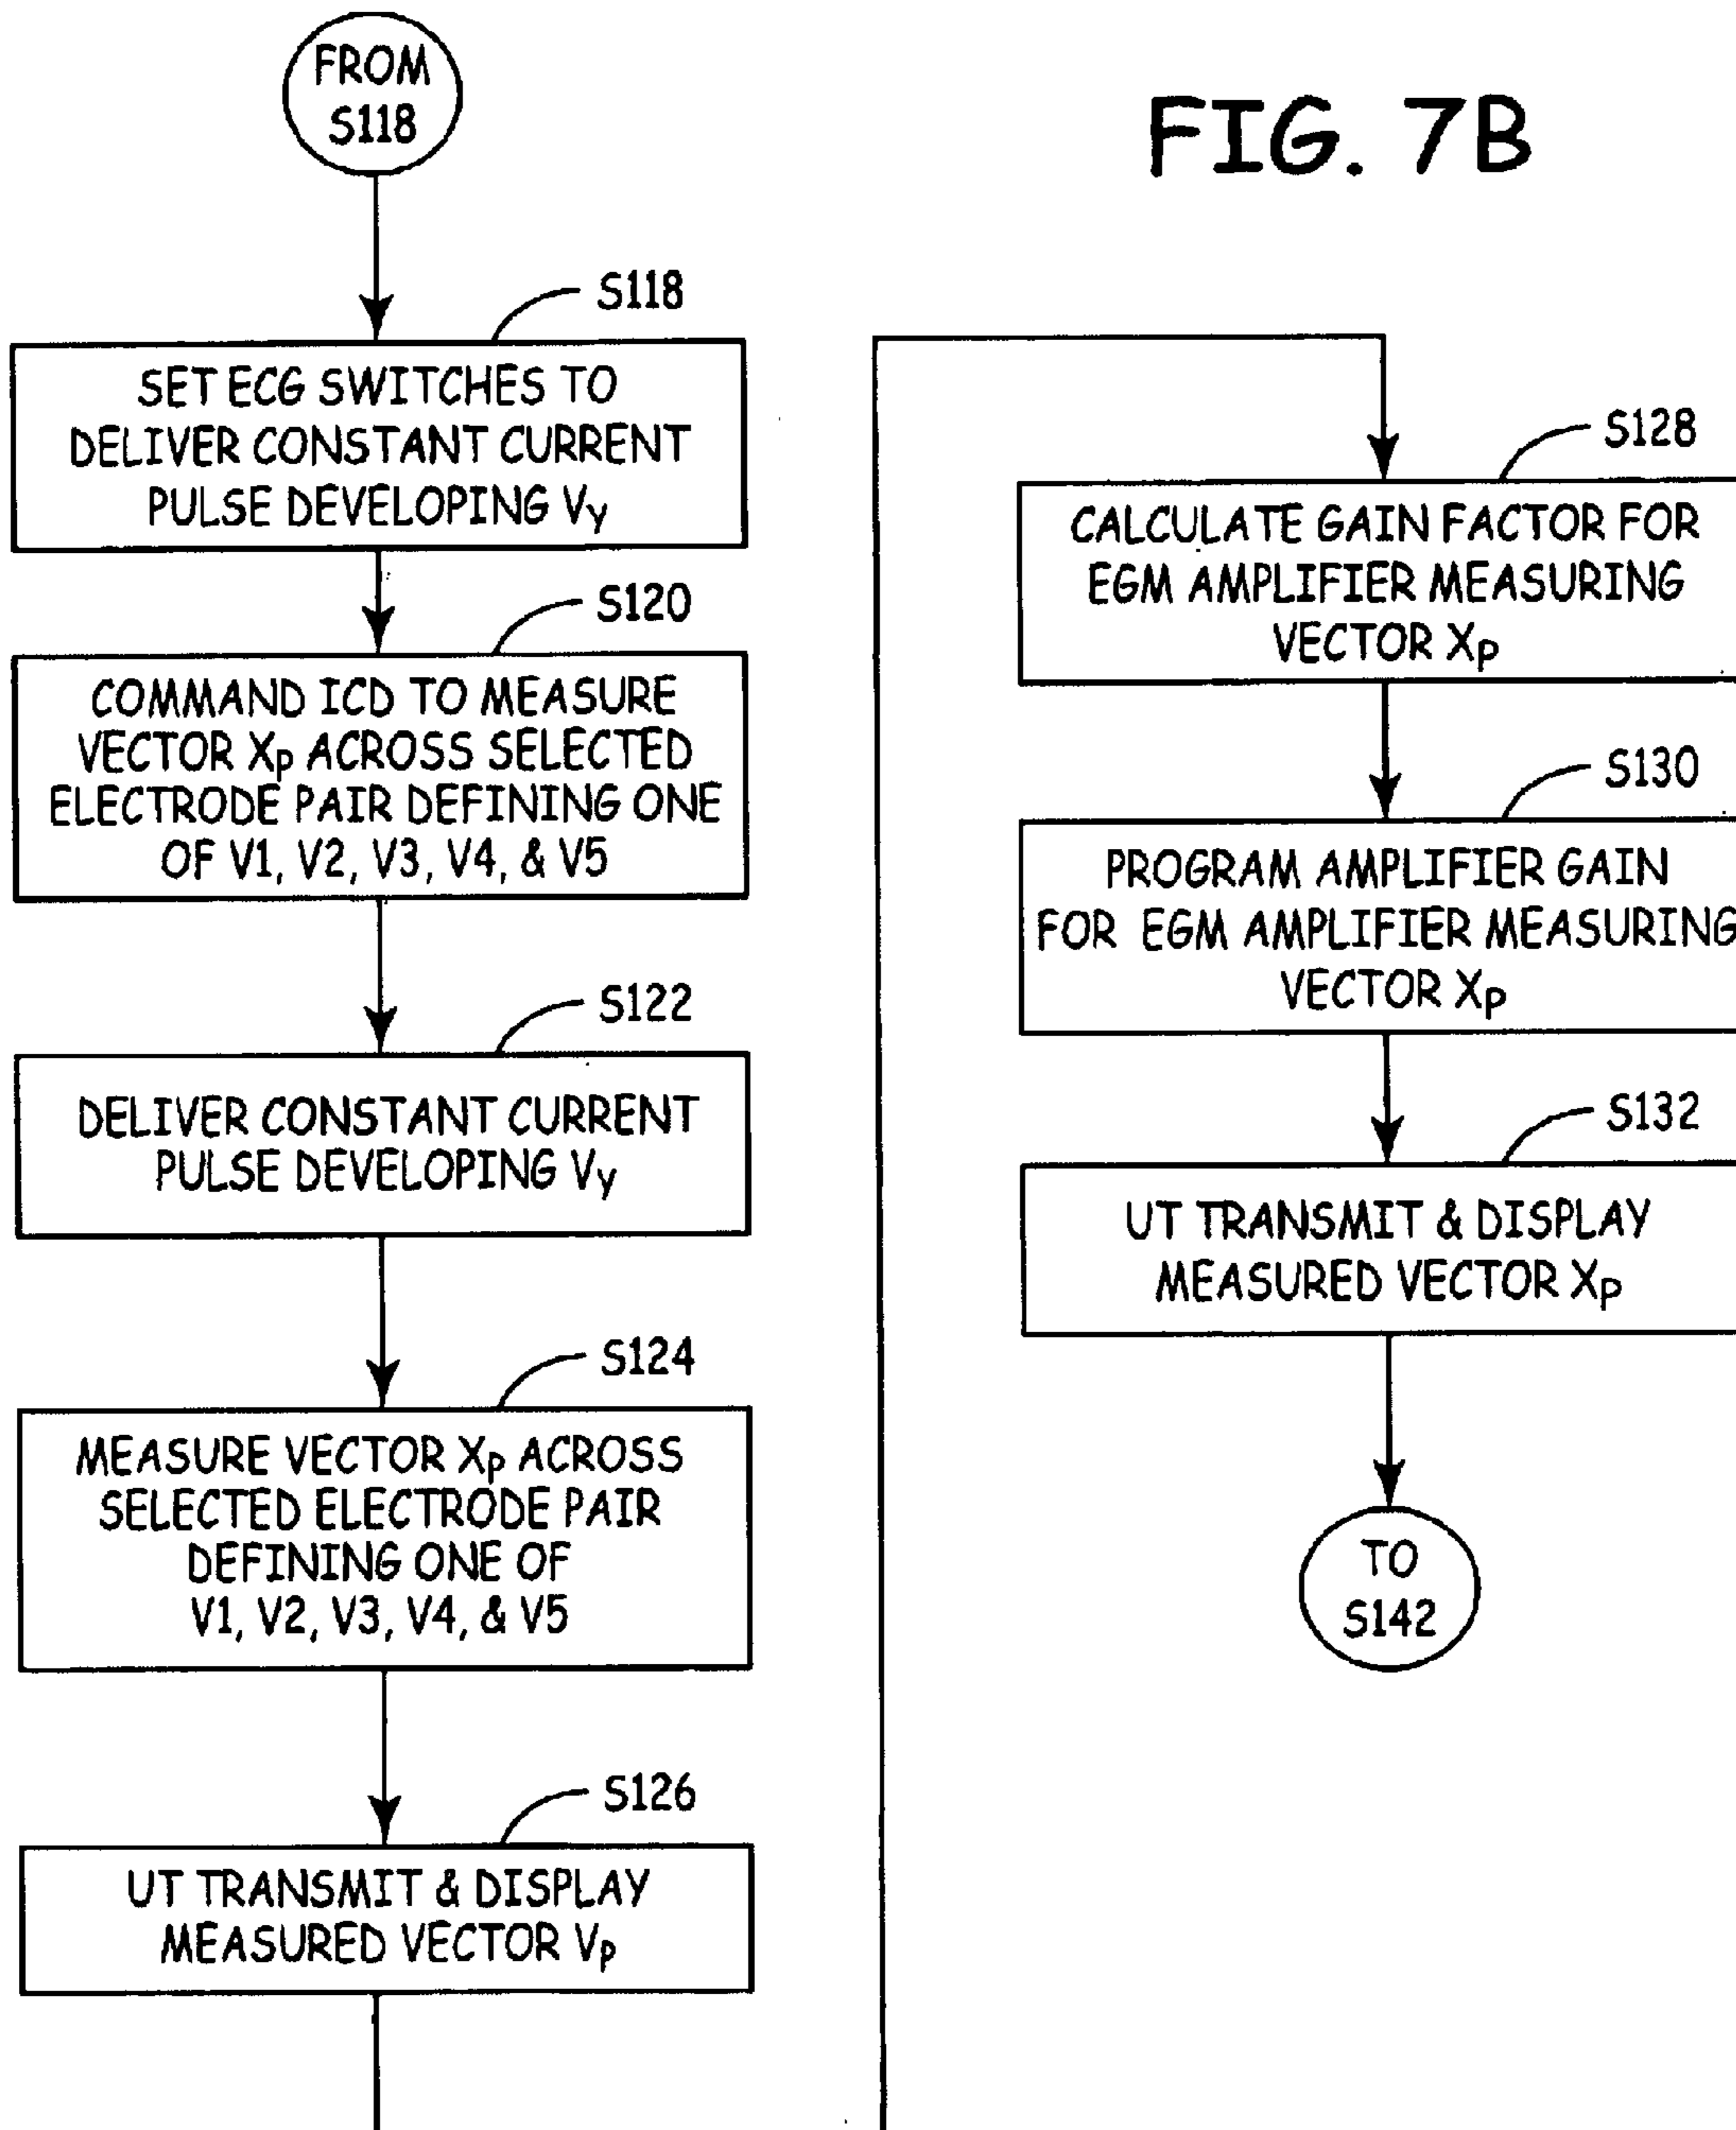 FIG. 7B
FROM
S118
S118
SET ECG SWITCHES TO
DELIVER CONSTANT CURRENT
PULSE DEVELOPING Vy
S120
COMMAND ICD TO MEASURE
VECTOR Xp ACROSS SELECTED
ELECTRODE PAIR DEFINING ONE
OF V1, V2, V3, V4, & V5
S122
DELIVER CONSTANT CURRENT
PULSE DEVELOPING Vy
S124
MEASURE VECTOR Xp ACROSS
SELECTED ELECTRODE PAIR
DEFINING ONE OF
V1, V2, V3, V4, & V5
S126
UT TRANSMIT & DISPLAY
MEASURED VECTOR Vp
S128
CALCULATE GAIN FACTOR FOR
EGM AMPLIFIER MEASURING
VECTOR Xp
S130
PROGRAM AMPLIFIER GAIN
FOR EGM AMPLIFIER MEASURING
VECTOR Xp
S132
UT TRANSMIT & DISPLAY
MEASURED VECTOR Xp
TO
S142